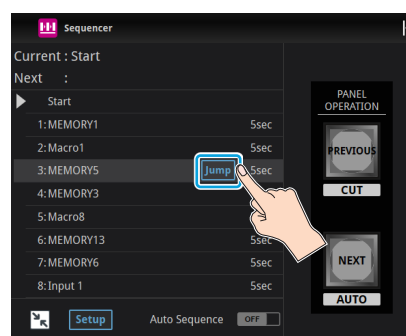 Sequencer
Current : Start
Next :
Start
1:MEMORY1 5sec
2:Macro1 5sec
3:MEMORY5 Jump 5sec
4:MEMORY3 5sec
5:Macro8 5sec
6:MEMORY13 5sec
7:MEMORY6 5sec
8:Input 1 5sec
Setup Auto Sequence OFF
PANEL
OPERATION
PREVIOUS
CUT
NEXT
AUTO